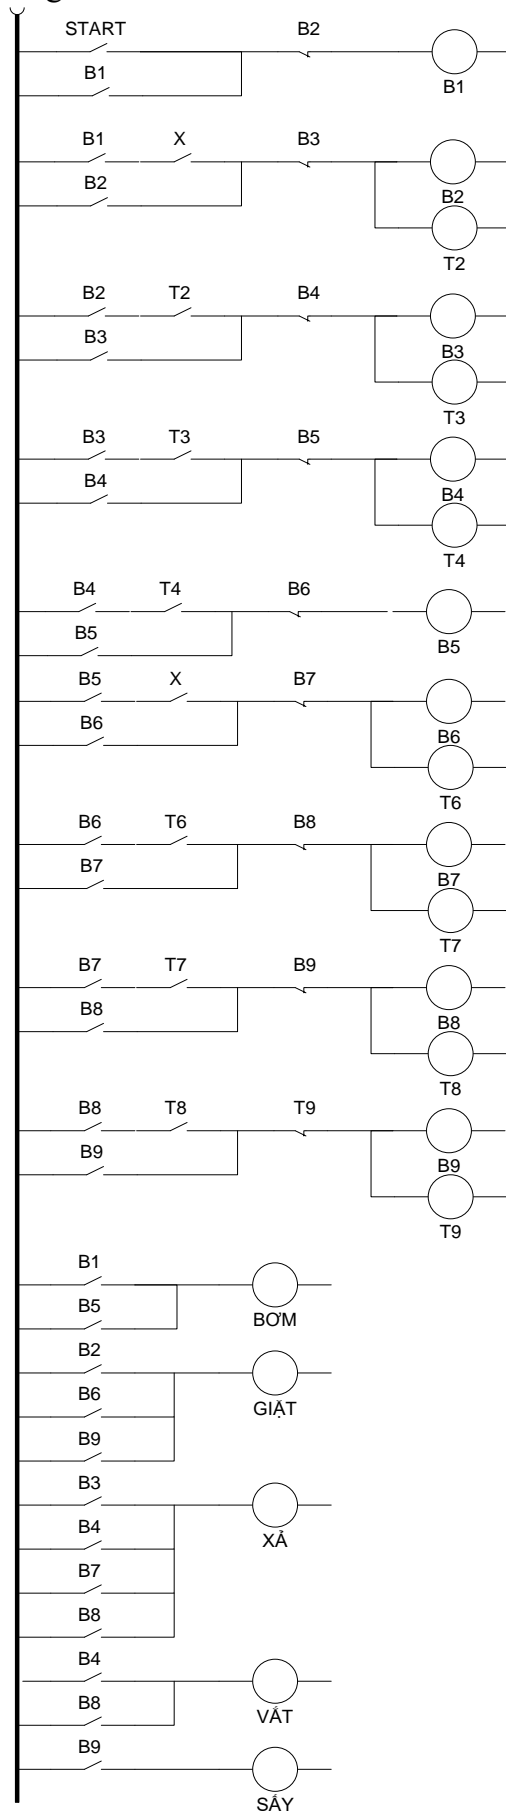 START B2
B1 B1
B1 X B3
B2 B2
T2
B2 T2 B4
B3 B3
T3
B3 T3 B5
B4 B4
T4
B4 T4 B6
B5 B5
B5 X B7
B6 B6
T6
B6 T6 B8
B7 B7
T7
B7 T7 B9
B8 B8
T8
B8 T8 T9
B9 B9
T9
B1
B5 BƠM
B2
B6 GIẶT
B9
B3
B4 XẢ
B7
B8
B4
B8 VẮT
B9
SẤY